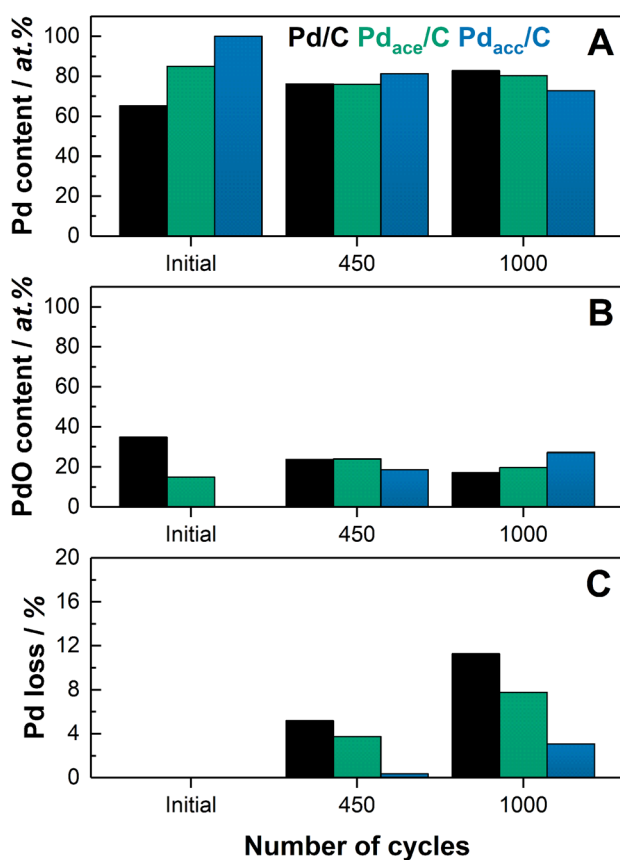 Pd/C Pdace/C Pdacc/C
A
Pd content / at.%
100
80
60
40
20
0
Initial 450 1000
B
PdO content / at.%
100
80
60
40
20
0
Initial 450 1000
C
Pd loss / %
20
16
12
8
4
0
Initial 450 1000
Number of cycles